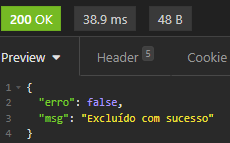 200 OK 38.9 ms 48 B
Preview Header 5 Cookie
1 {
2 "erro": false,
3 "msg": "Excluído com sucesso"
4 }